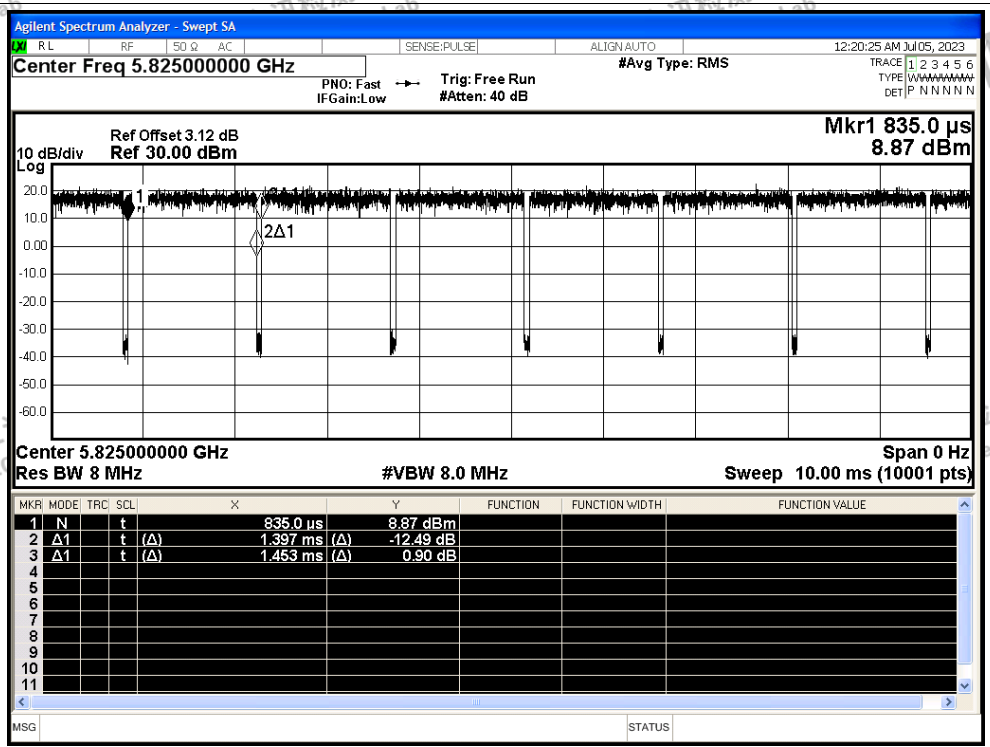 Agilent Spectrum Analyzer - Swept SA
LXI RL RF 50 Ω AC SENSE:PULSE ALIGN AUTO 12:20:25 AM Jul 05, 2023
Center Freq 5.825000000 GHz
PNO: Fast
IFGain:Low
Trig: Free Run
#Atten: 40 dB
#Avg Type: RMS
TRACE 1 2 3 4 5 6
TYPE
DET P N N N N N
Mkr1 835.0 μs
8.87 dBm
Ref Offset 3.12 dB
10 dB/div Ref 30.00 dBm
Log
20.0
10.0
0.00
-10.0
-20.0
-30.0
-40.0
-50.0
-60.0
1
2Δ1
Center 5.825000000 GHz Span 0 Hz
Res BW 8 MHz #VBW 8.0 MHz Sweep 10.00 ms (10001 pts)
MKR MODE TRC SCL X Y FUNCTION FUNCTION WIDTH FUNCTION VALUE
1 N t 835.0 μs 8.87 dBm
2 Δ1 t (Δ) 1.397 ms (Δ) -12.49 dB
3 Δ1 t (Δ) 1.453 ms (Δ) 0.90 dB
4
5
6
7
8
9
10
11
MSG STATUS